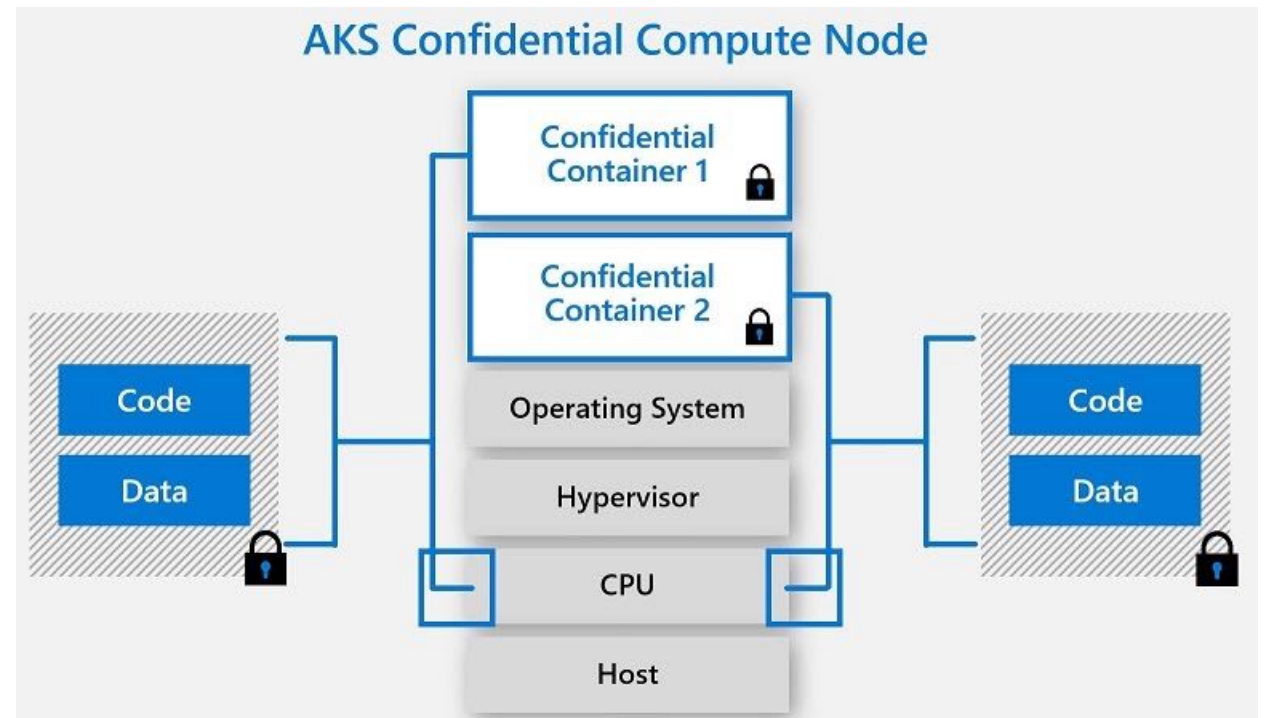 AKS Confidential Compute Node
Confidential
Container 1
Confidential
Container 2
Code
Data
Operating System
Hypervisor
CPU
Host
Code
Data